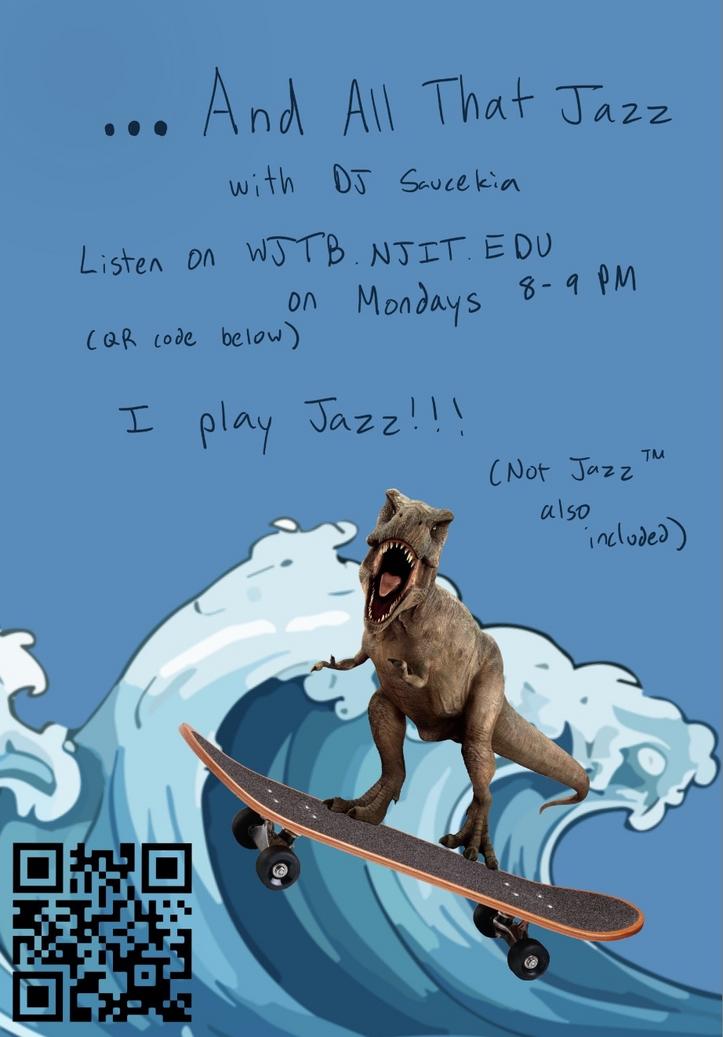 ... And All That Jazz
with DJ Saucekia
Listen on WJTB.NJIT.EDU
on Mondays 8-9 PM
(QR code below)
I play Jazz!!!
(Not Jazz™
also
included)